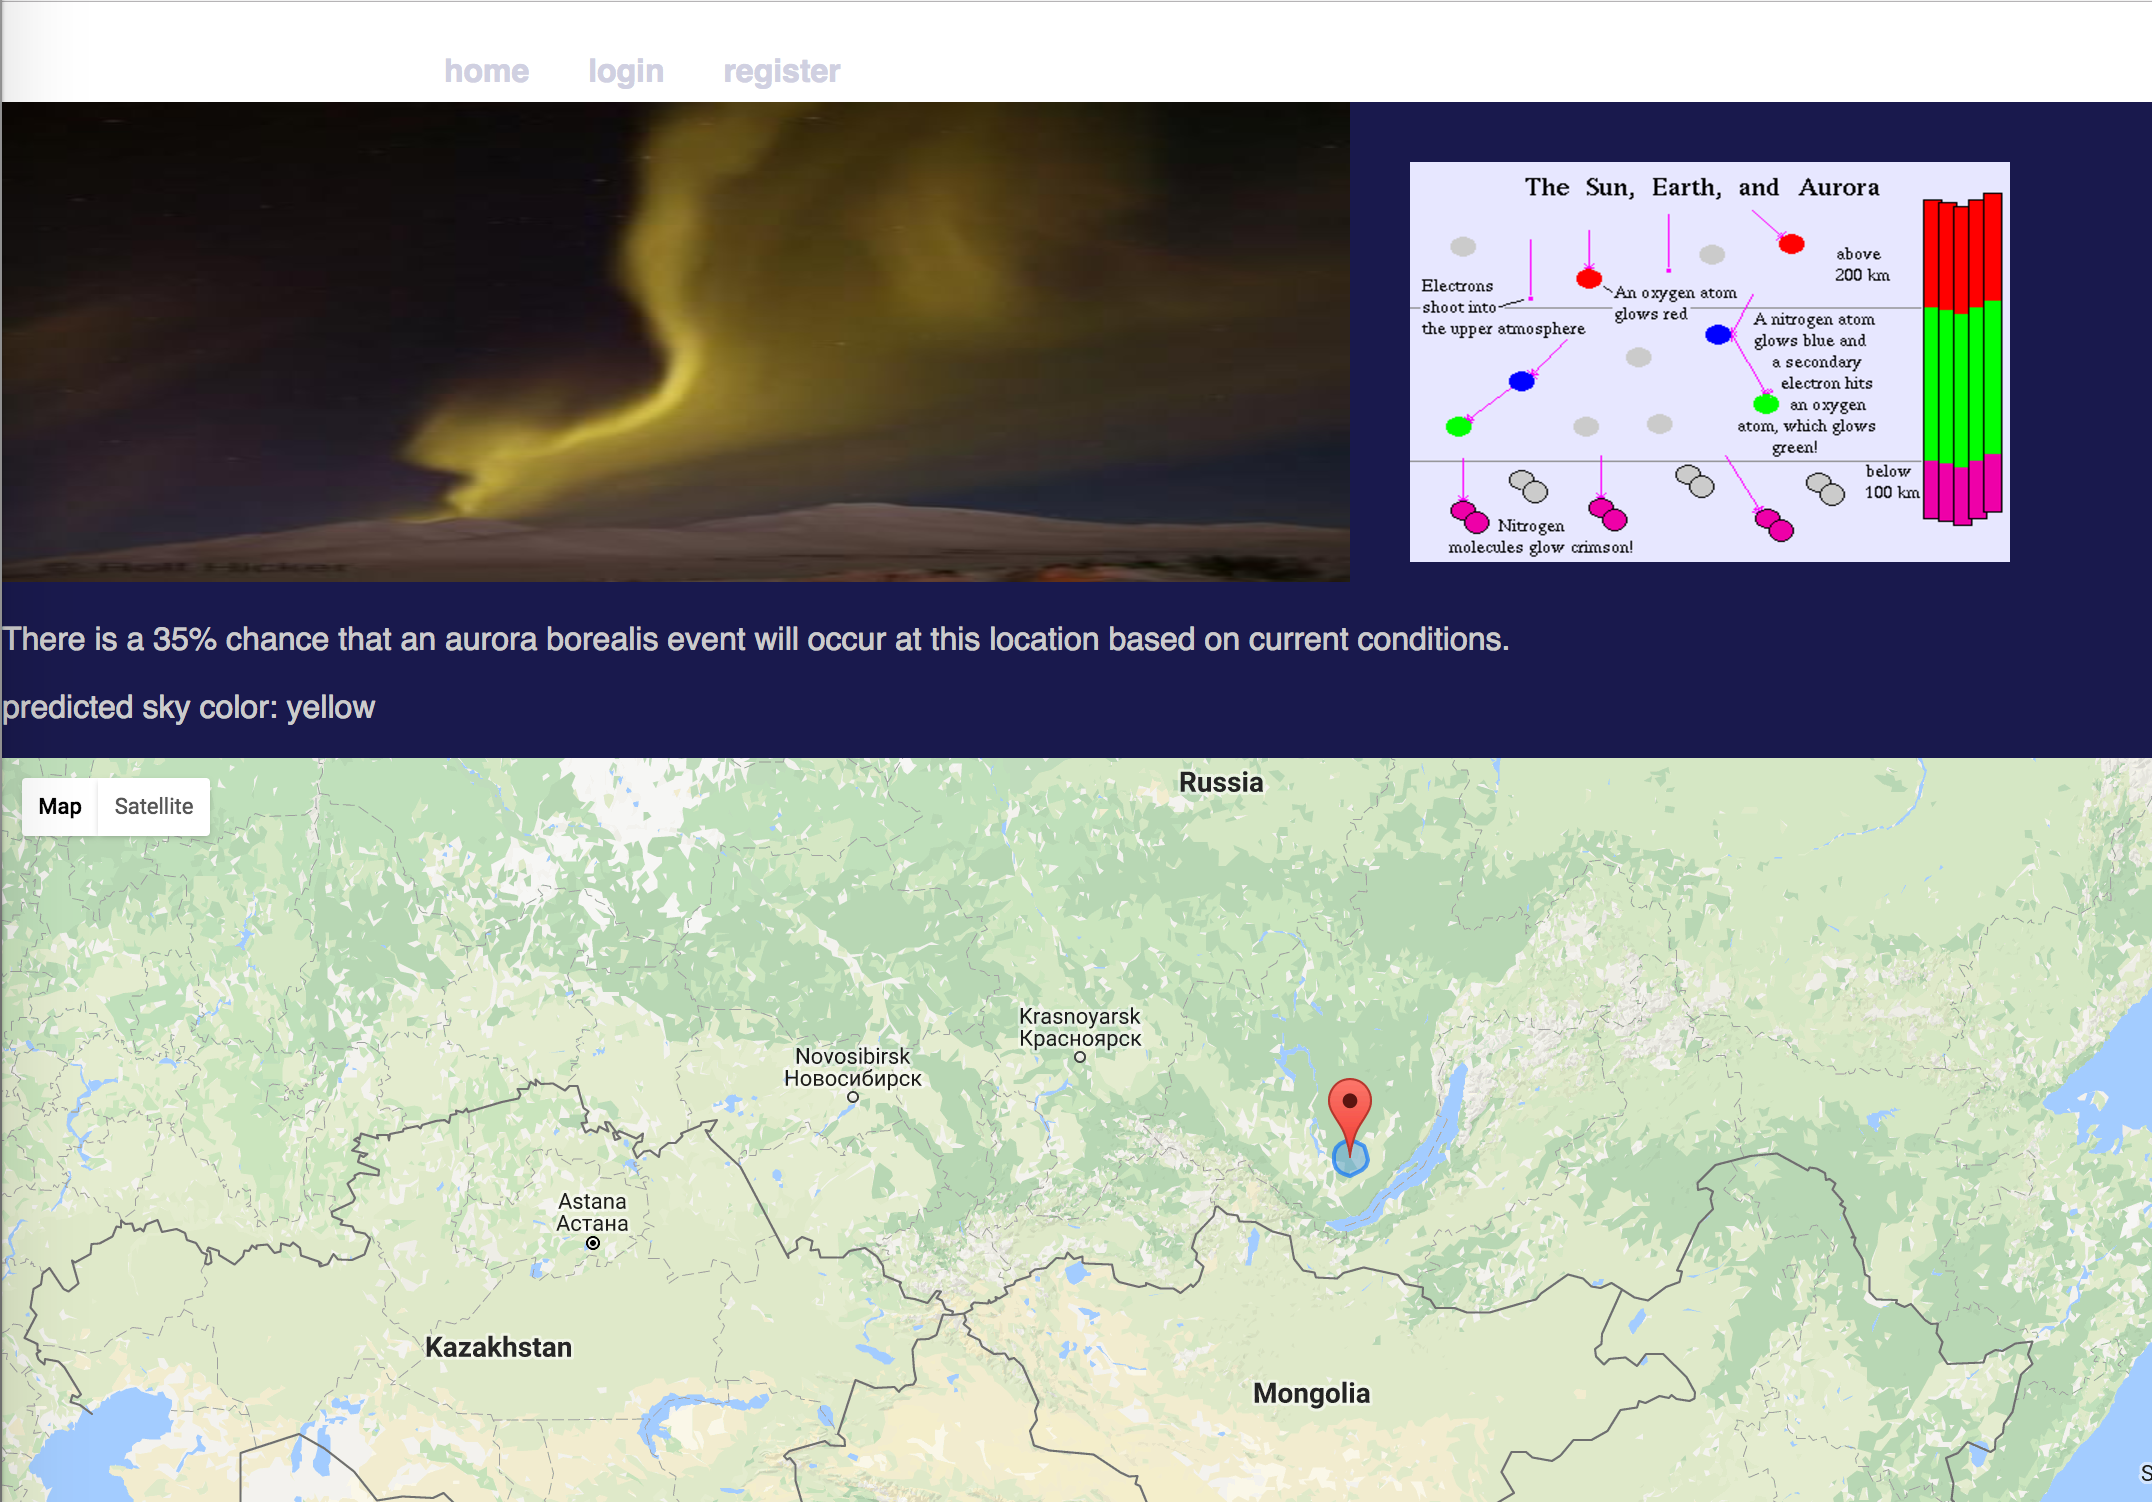 home login register
© Rolf Hicker
The Sun, Earth, and Aurora
above
200 km
Electrons
shoot into
the upper atmosphere
An oxygen atom
glows red
A nitrogen atom
glows blue and
a secondary
electron hits
an oxygen
atom, which glows
green!
below
100 km
Nitrogen
molecules glow crimson!
There is a 35% chance that an aurora borealis event will occur at this location based on current conditions.
predicted sky color: yellow
Map Satellite
Russia
Krasnoyarsk
Красноярск
Novosibirsk
Новосибирск
Astana
Астана
Kazakhstan
Mongolia
S